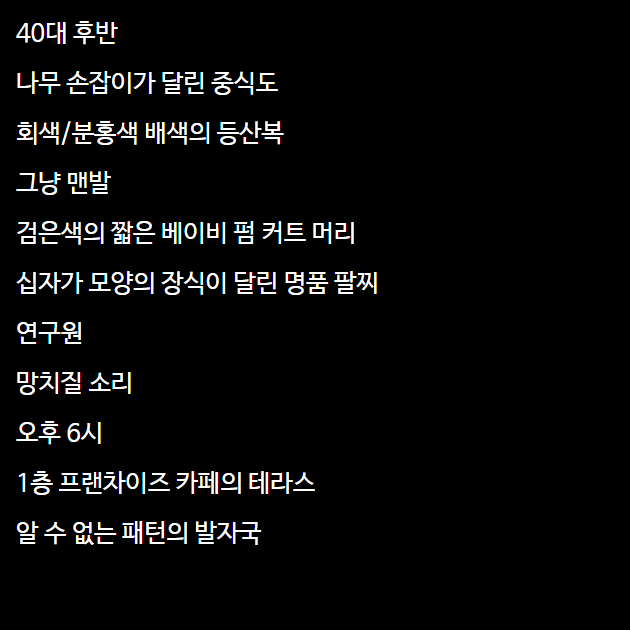 40대 후반
나무 손잡이가 달린 중식도
회색/분홍색 배색의 등산복
그냥 맨발
검은색의 짧은 베이비 펌 커트 머리
십자가 모양의 장식이 달린 명품 팔찌
연구원
망치질 소리
오후 6시
1층 프랜차이즈 카페의 테라스
알 수 없는 패턴의 발자국